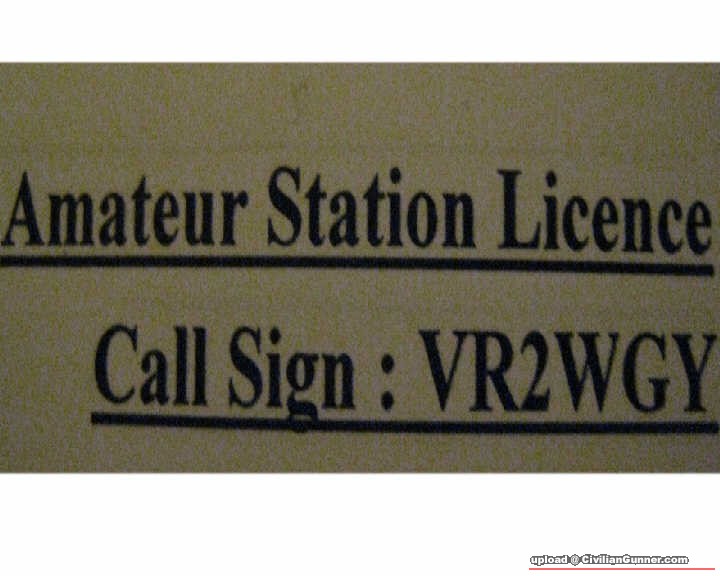 Amateur Station Licence
Call Sign : VR2WGY
upload @ CivilianGunner.com